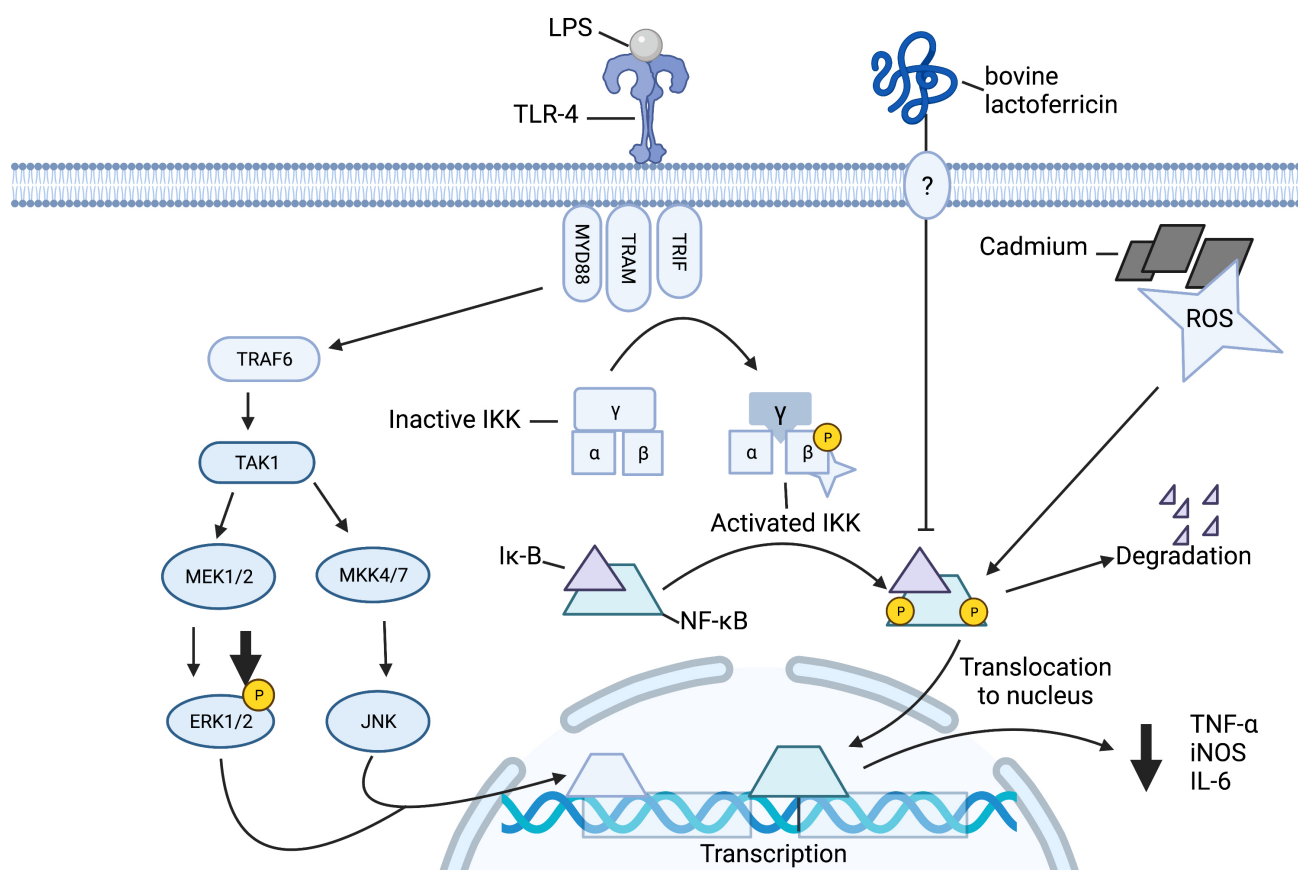 LPS
TLR-4
bovine
lactoferricin
?
MYD88
TRAM
TRIF
Cadmium
ROS
TRAF6
TAK1
MEK1/2
MKK4/7
P
ERK1/2
JNK
Inactive IKK
γ
α
β
γ
α
β
P
Activated IKK
Iκ-B
NF-κB
P
P
Degradation
Translocation
to nucleus
TNF-α
iNOS
IL-6
Transcription